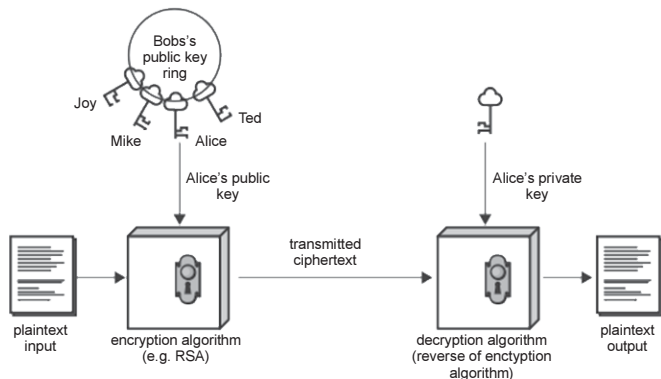 Bobs's
public key
ring
Joy
Mike
Alice
Ted
Alice's public
key
Alice's private
key
transmitted
ciphertext
plaintext
input
encryption algorithm
(e.g. RSA)
decryption algorithm
(reverse of enctyption
algorithm)
plaintext
output